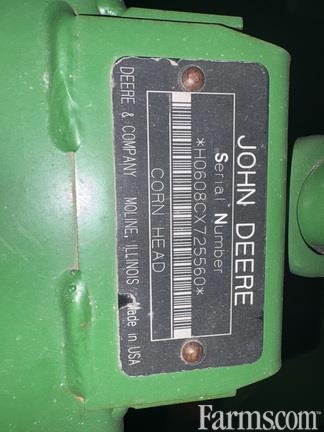 JOHN DEERE
Serial Number
*H0608CX725560*
CORN HEAD
DEERE & COMPANY MOLINE, ILLINOIS Made in USA
Farms.com